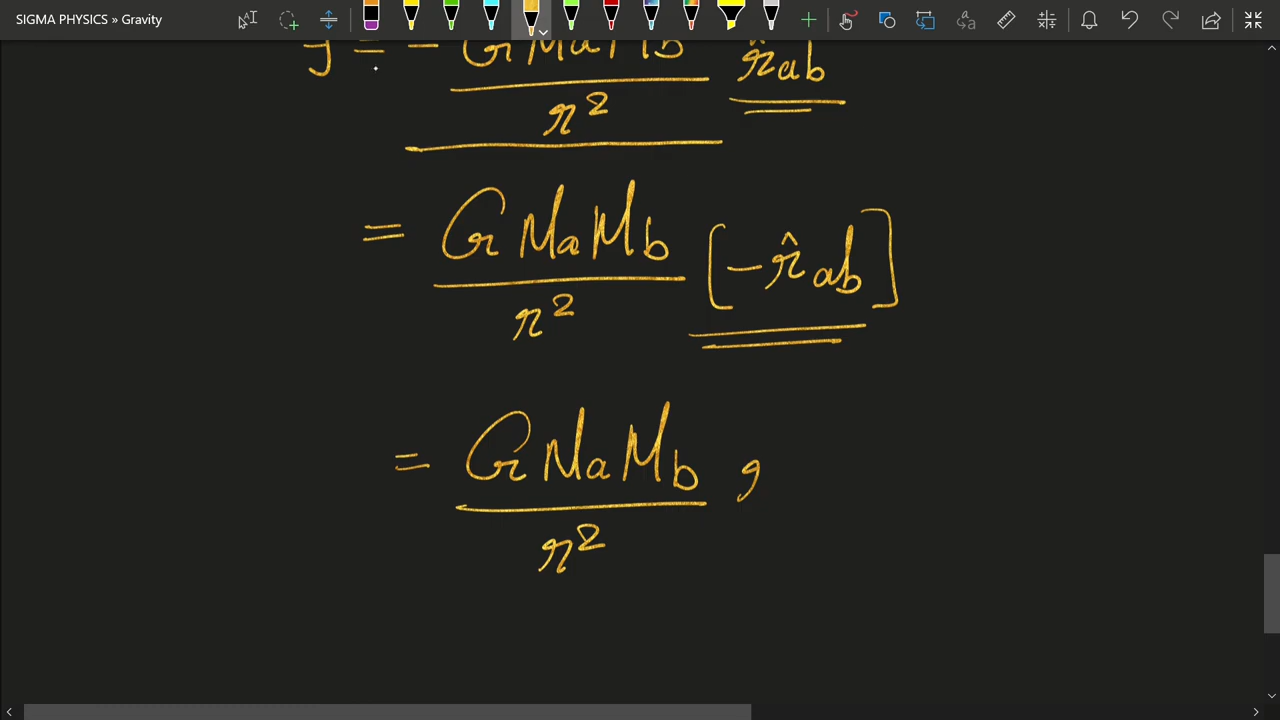 SIGMA PHYSICS » Gravity
= - G Ma Mb / r² r̂ab
= G Ma Mb / r² [-r̂ab]
= G Ma Mb / r²